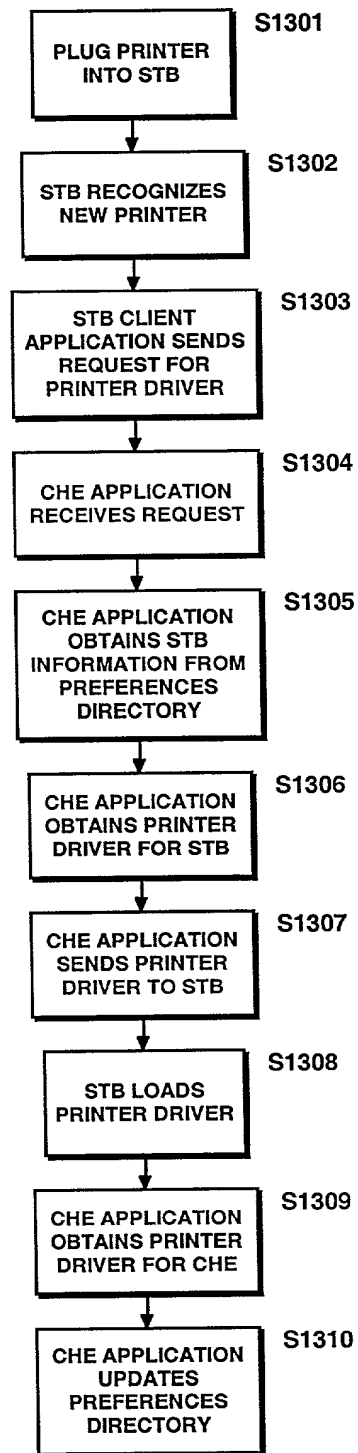 S1301
PLUG PRINTER
INTO STB
S1302
STB RECOGNIZES
NEW PRINTER
S1303
STB CLIENT
APPLICATION SENDS
REQUEST FOR
PRINTER DRIVER
S1304
CHE APPLICATION
RECEIVES REQUEST
S1305
CHE APPLICATION
OBTAINS STB
INFORMATION FROM
PREFERENCES
DIRECTORY
S1306
CHE APPLICATION
OBTAINS PRINTER
DRIVER FOR STB
S1307
CHE APPLICATION
SENDS PRINTER
DRIVER TO STB
S1308
STB LOADS
PRINTER DRIVER
S1309
CHE APPLICATION
OBTAINS PRINTER
DRIVER FOR CHE
S1310
CHE APPLICATION
UPDATES
PREFERENCES
DIRECTORY